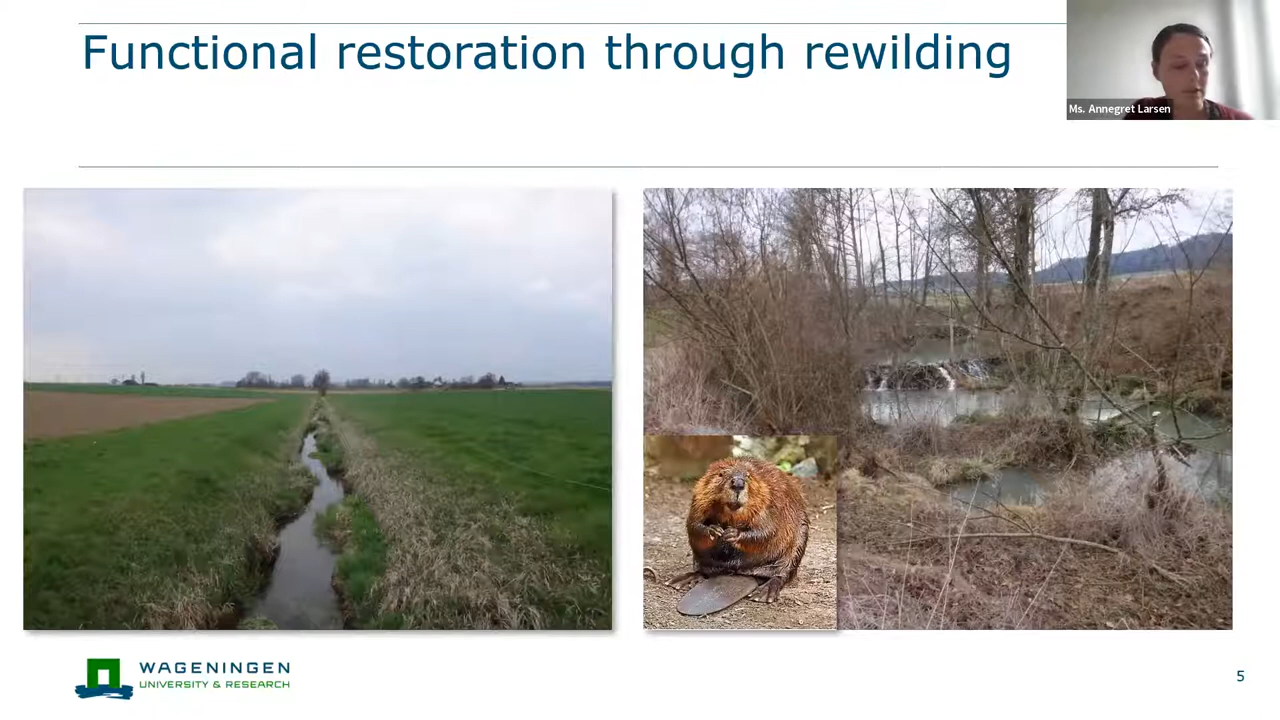 Functional restoration through rewilding
Ms. Annegret Larsen
WAGENINGEN
UNIVERSITY & RESEARCH
5